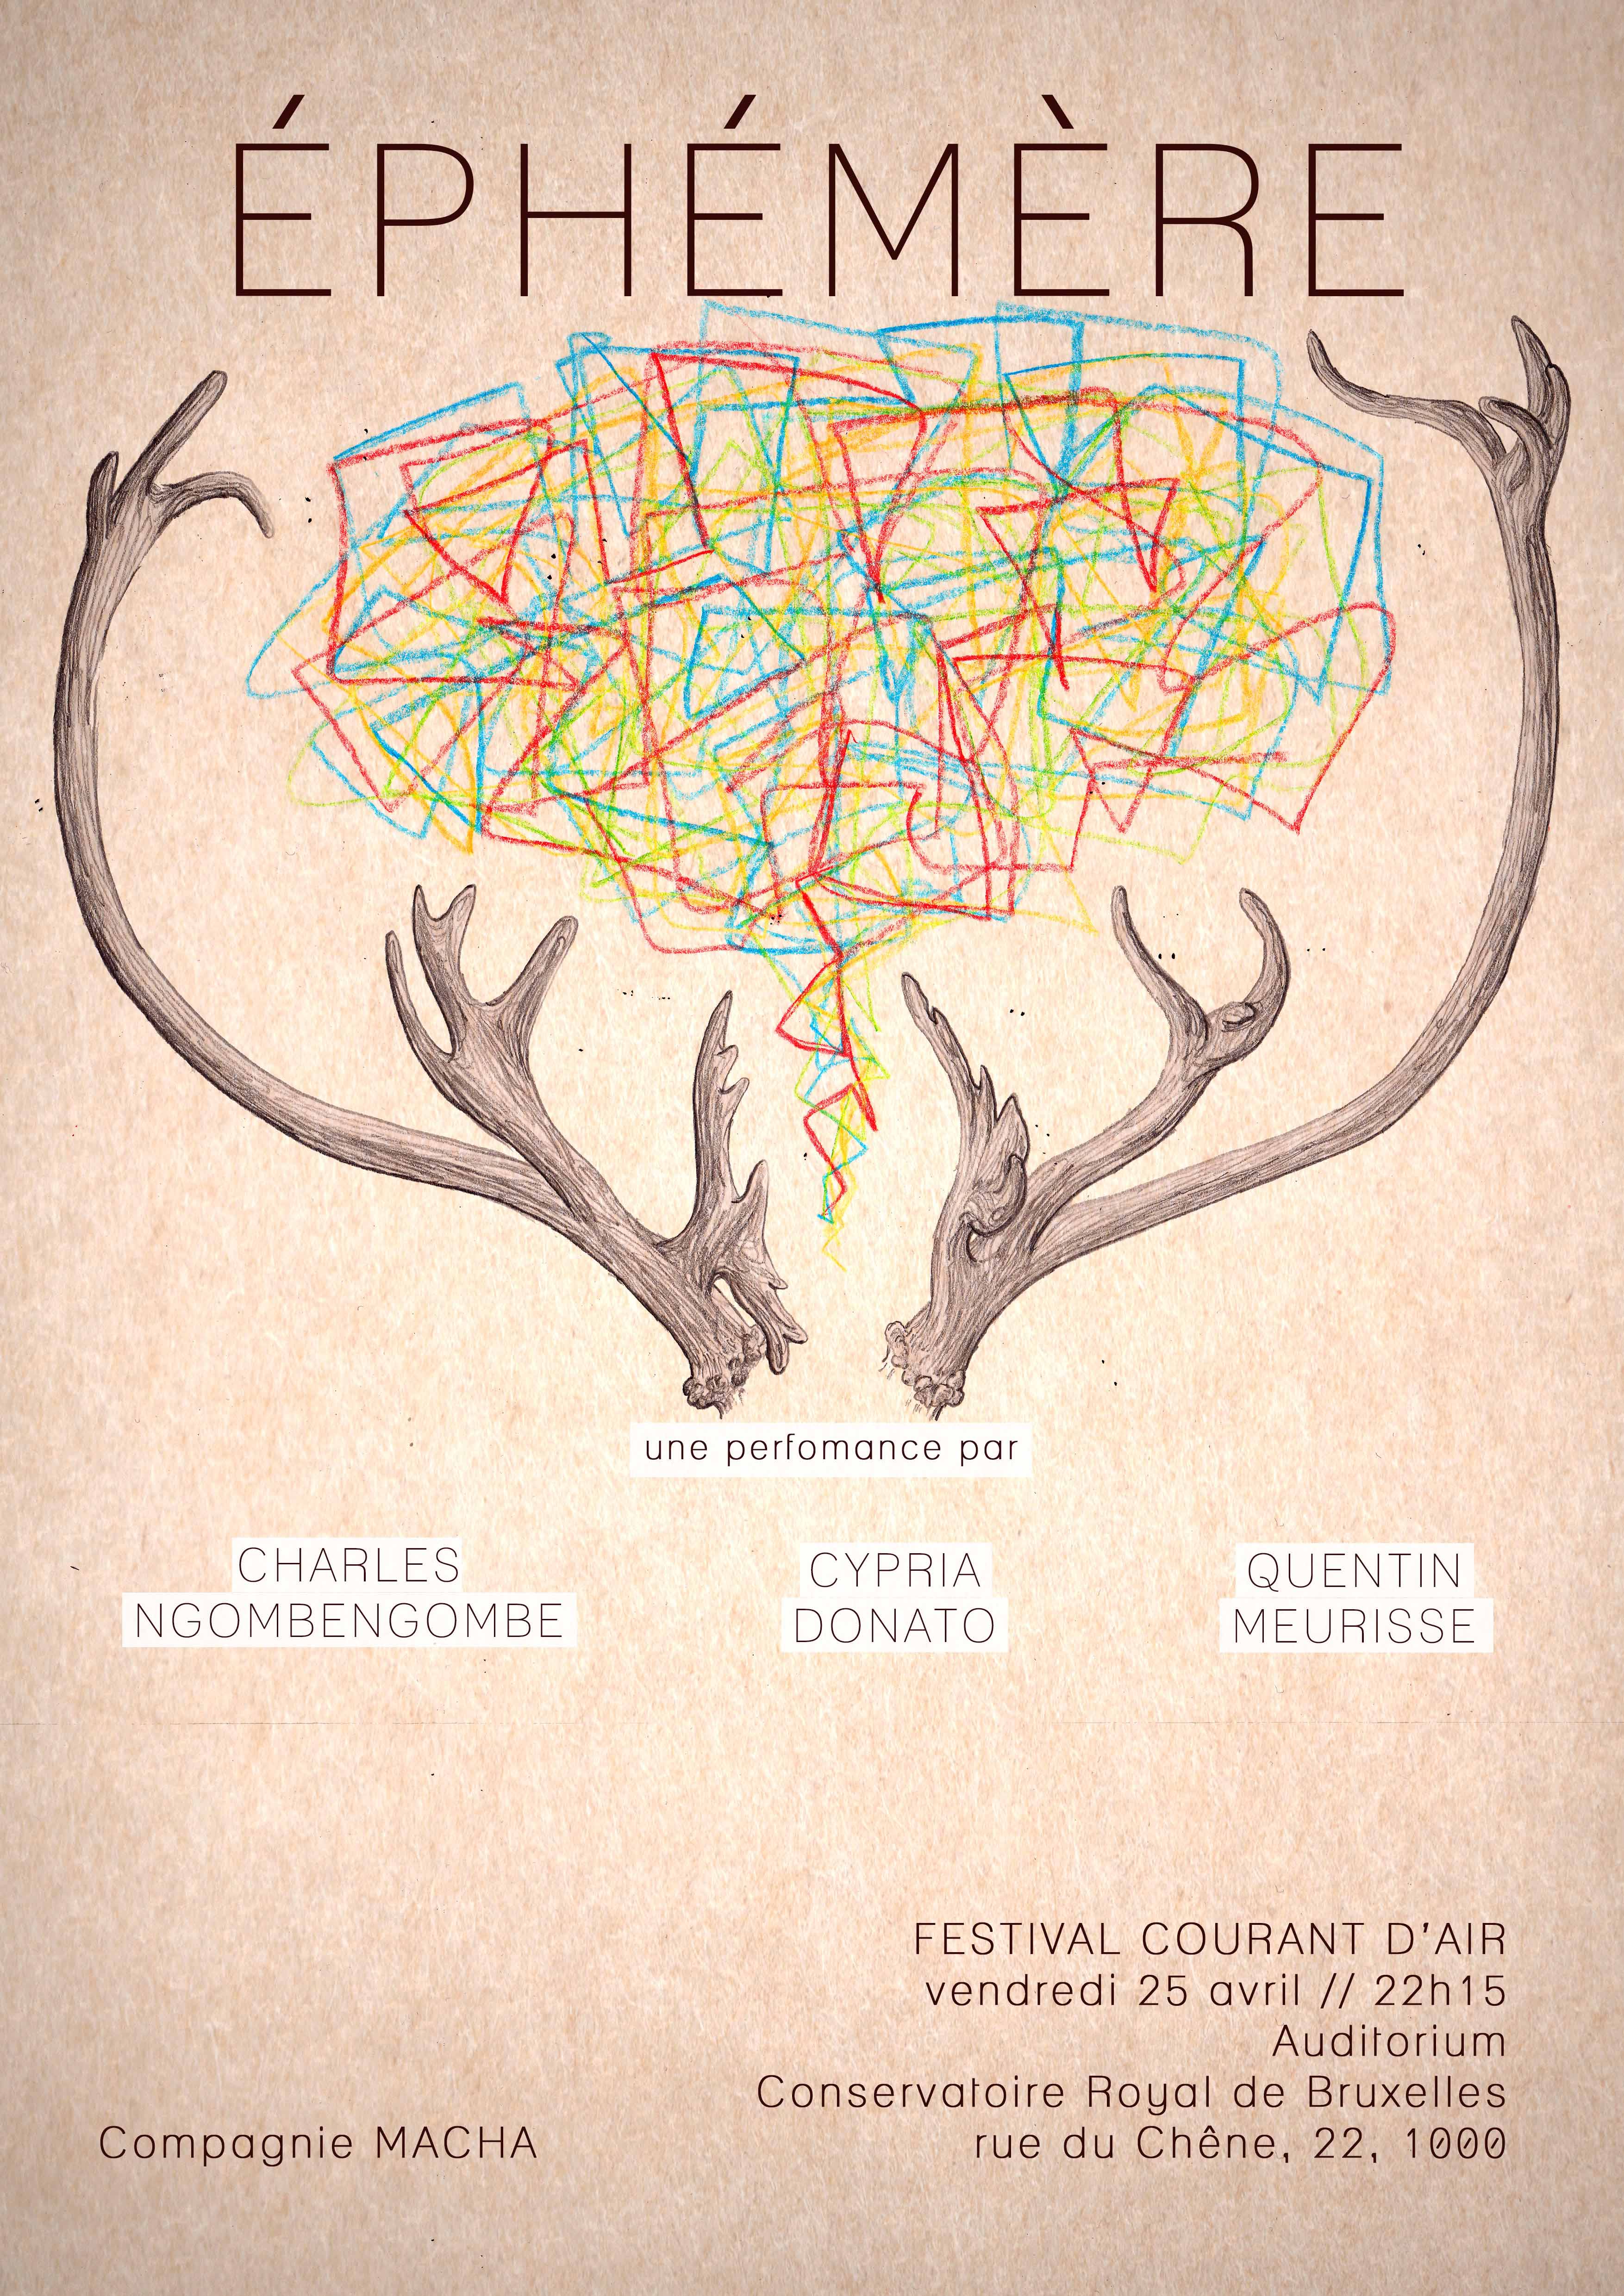 ÉPHÉMÈRE
une perfomance par
CHARLES
NGOMBENGOMBE
CYPRIA
DONATO
QUENTIN
MEURISSE
FESTIVAL COURANT D'AIR
vendredi 25 avril // 22h15
Auditorium
Conservatoire Royal de Bruxelles
rue du Chêne, 22, 1000
Compagnie MACHA